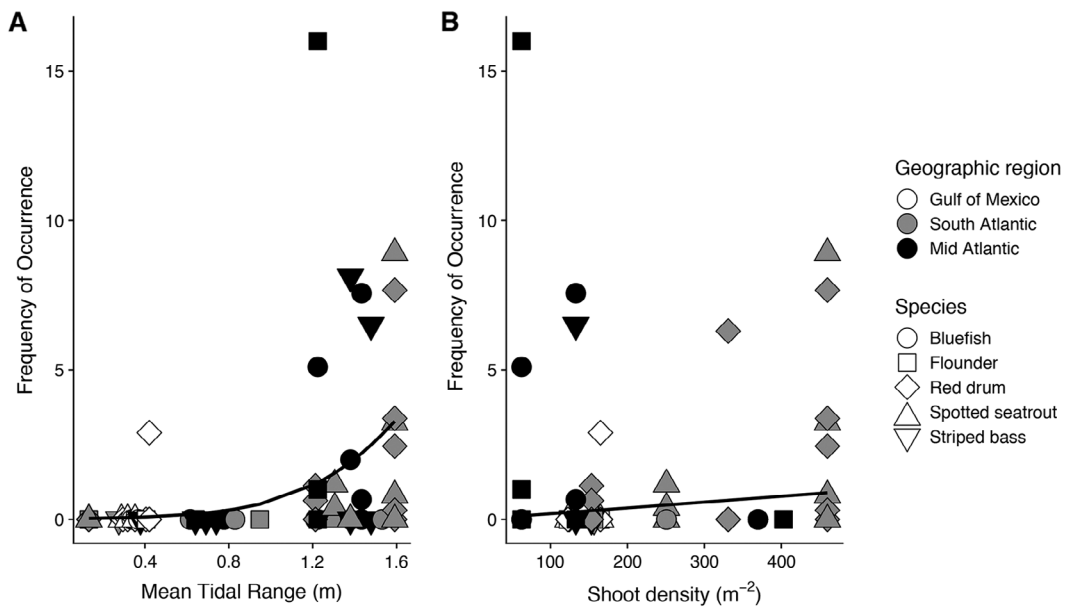 A
B
Frequency of Occurrence
15
10
5
0
0.4
0.8
1.2
1.6
Mean Tidal Range (m)
Frequency of Occurrence
15
10
5
0
100
200
300
400
Shoot density (m⁻²)
Geographic region
Gulf of Mexico
South Atlantic
Mid Atlantic
Species
Bluefish
Flounder
Red drum
Spotted seatrout
Striped bass